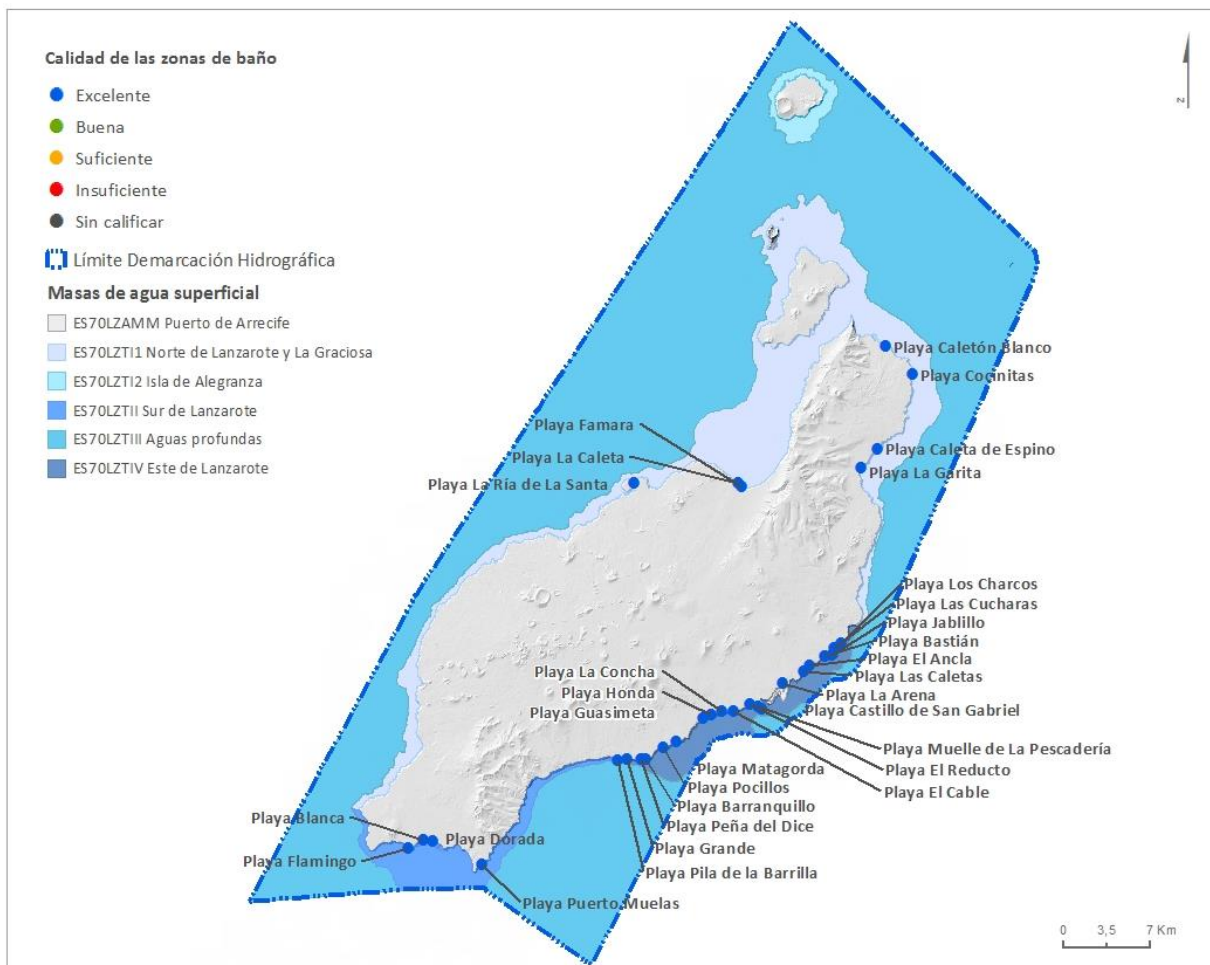 Calidad de las zonas de baño
Excelente
Buena
Suficiente
Insuficiente
Sin calificar
Límite Demarcación Hidrográfica
Masas de agua superficial
ES70LZAMM Puerto de Arrecife
ES70LZTI1 Norte de Lanzarote y La Graciosa
ES70LZTI2 Isla de Alegranza
ES70LZTII Sur de Lanzarote
ES70LZTIII Aguas profundas
ES70LZTIV Este de Lanzarote
z
Playa Caletón Blanco
Playa Cocinitas
Playa Famara
Playa Caleta de Espino
Playa La Caleta
Playa La Garita
Playa La Ría de La Santa
Playa Los Charcos
Playa Las Cucharas
Playa Jablillo
Playa Bastián
Playa El Ancla
Playa La Concha
Playa Las Caletas
Playa Honda
Playa La Arena
Playa Guasimeta
Playa Castillo de San Gabriel
Playa Muelle de La Pescadería
Playa Matagorda
Playa El Reducto
Playa Pocillos
Playa El Cable
Playa Barranquillo
Playa Blanca
Playa Peña del Dice
Playa Dorada
Playa Grande
Playa Flamingo
Playa Pila de la Barrilla
Playa Puerto Muelas
0 3,5 7 Km